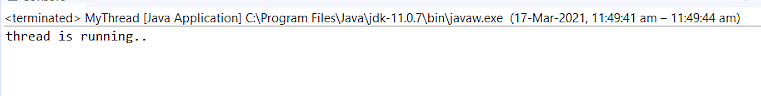 <terminated> MyThread [Java Application] C:\Program Files\Java\jdk-11.0.7\bin\javaw.exe (17-Mar-2021, 11:49:41 am – 11:49:44 am)
thread is running..